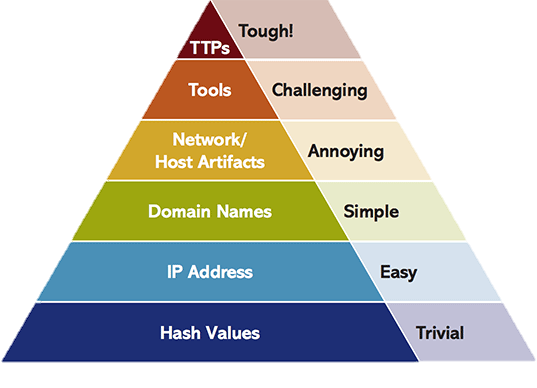 TTPs
Tough!
Tools
Challenging
Network/
Host Artifacts
Annoying
Domain Names
Simple
IP Address
Easy
Hash Values
Trivial